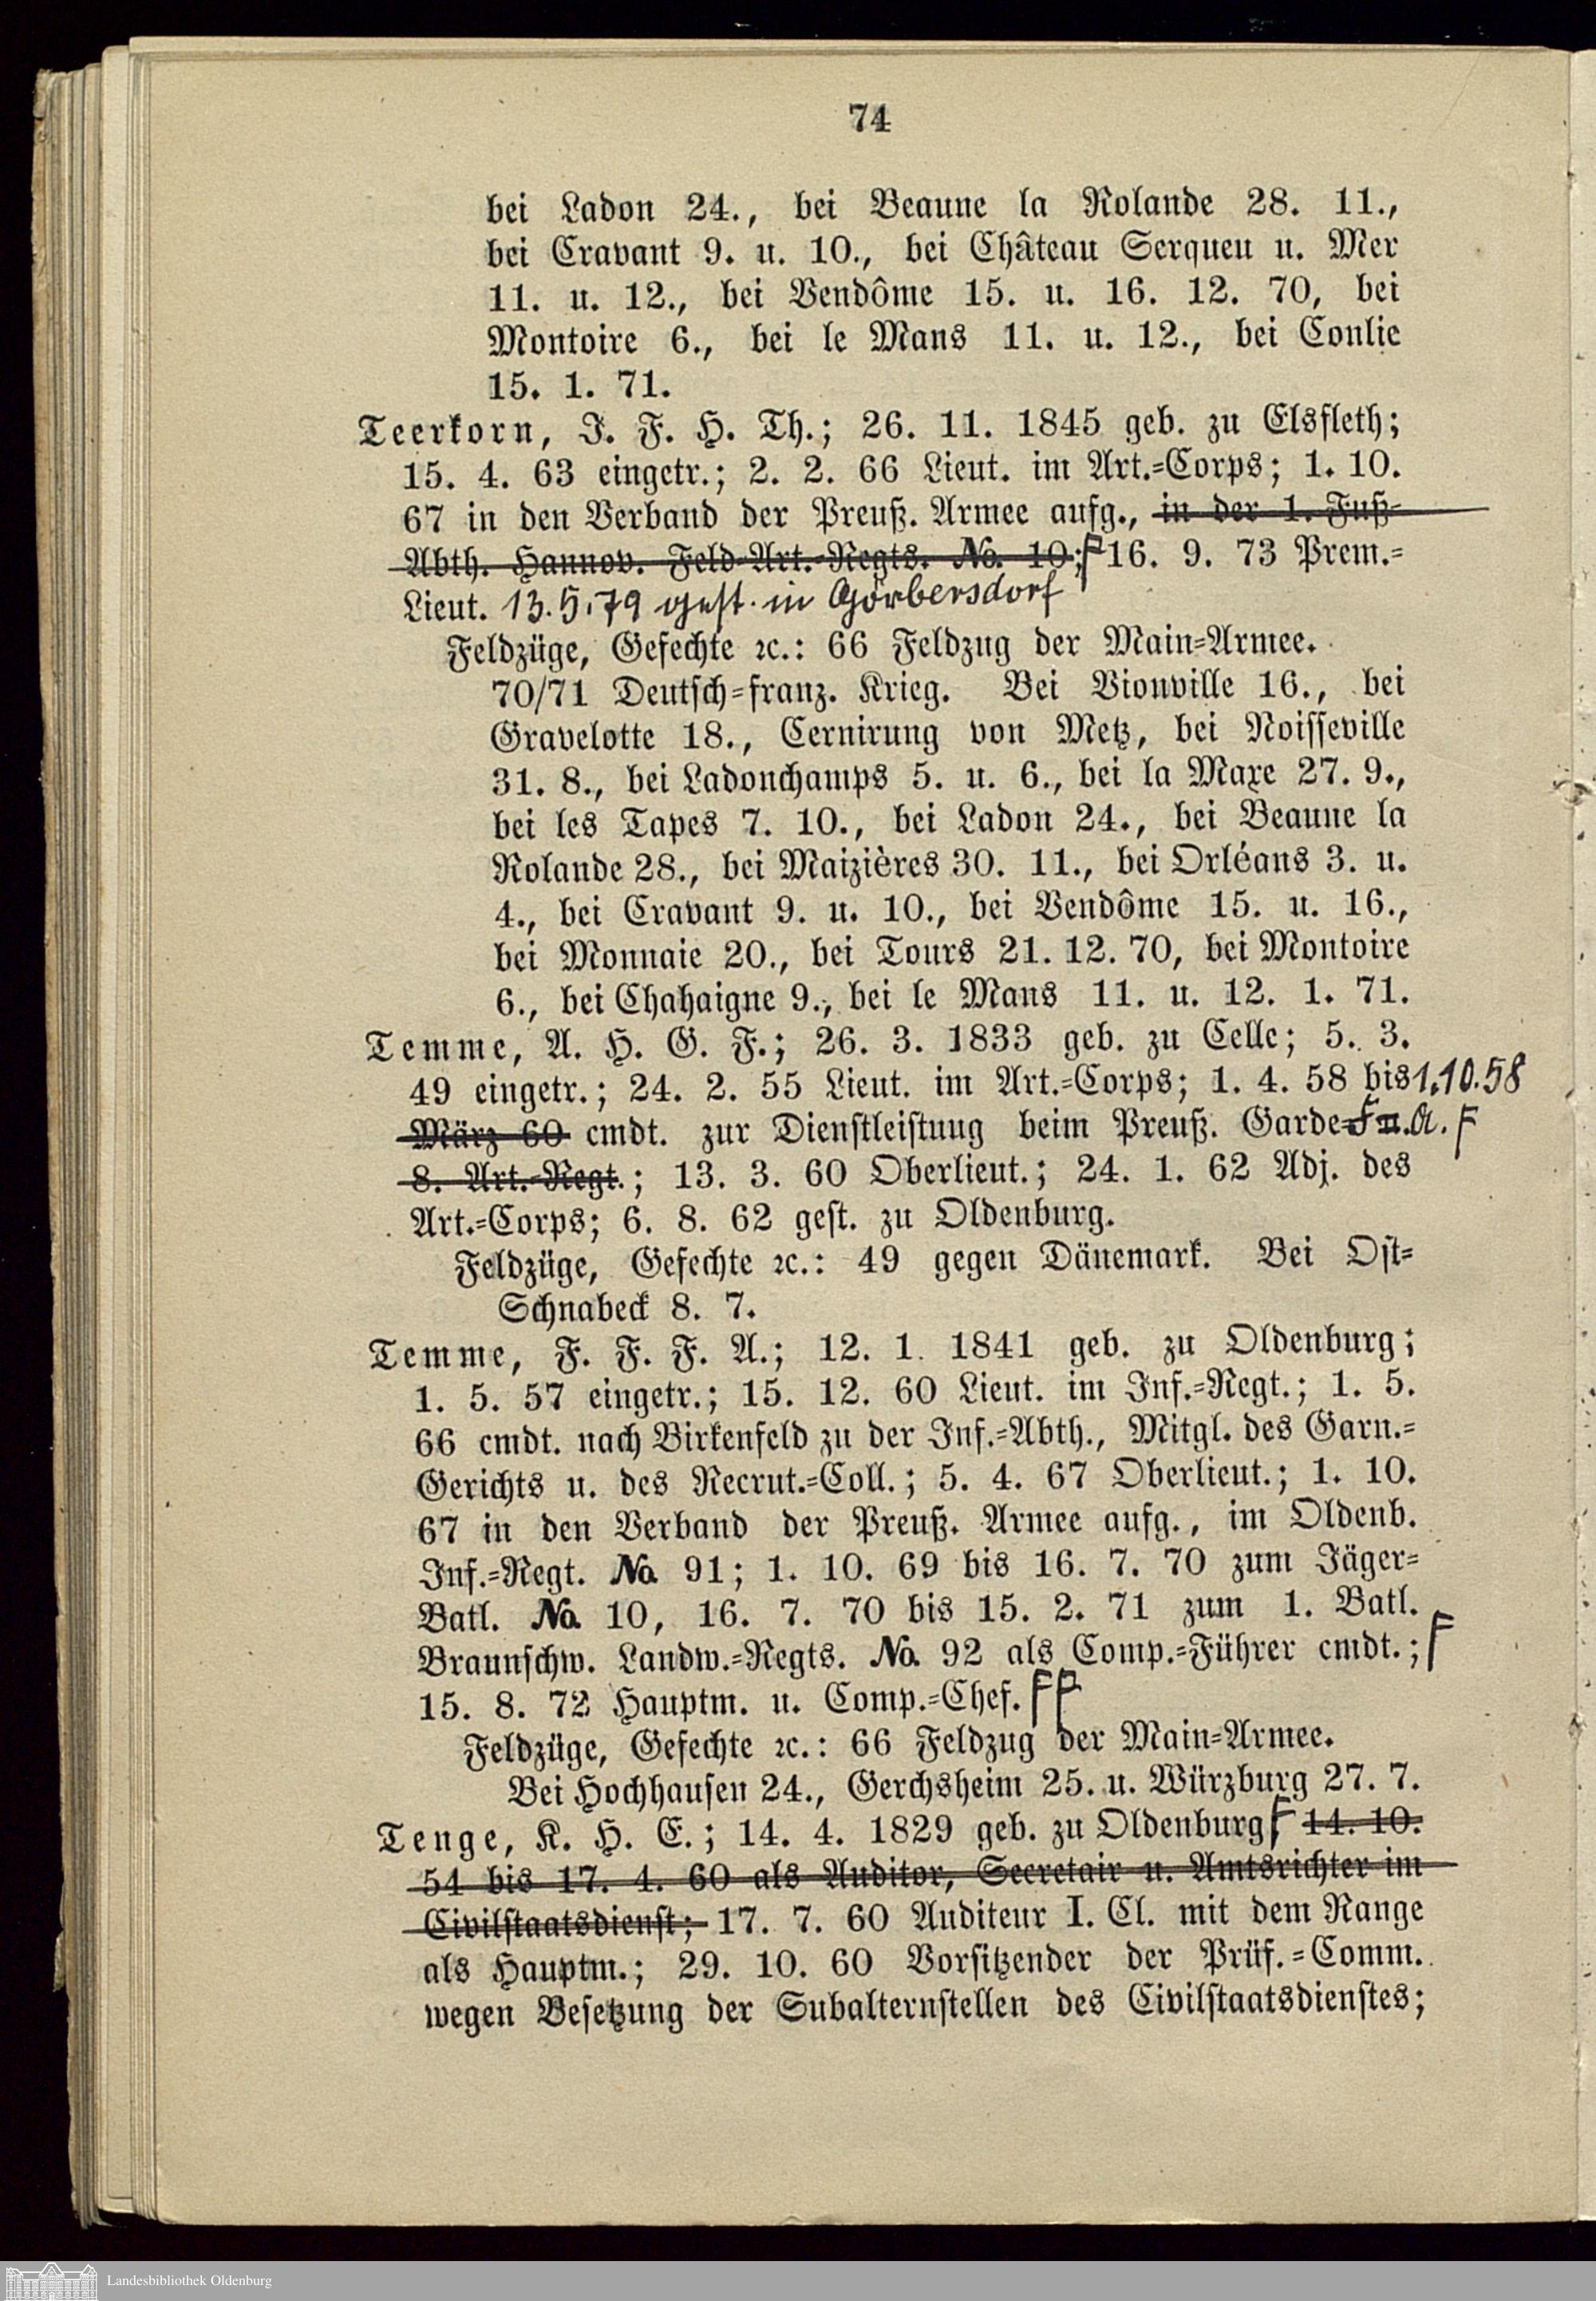 74
bei Ladon 24., bei Beaune la Rolande 28. 11.,
bei Cravant 9. u. 10., bei Château Serqueu u. Mer
11. u. 12., bei Vendôme 15. u. 16. 12. 70, bei
Montoire 6., bei le Mans 11. u. 12., bei Conlie
15. 1. 71.
Teerkorn, J. F. H. Th.; 26. 11. 1845 geb. zu Elsfleth;
15. 4. 63 eingetr.; 2. 2. 66 Lieut. im Art.=Corps; 1. 10.
67 in den Verband der Preuß. Armee aufg., in der 1. Fuß=
Abth. Hannov. Feld=Art.=Regts. No. 10; 16. 9. 73 Prem.=
Lieut. 13.5.79 gest. in Görbersdorf
Feldzüge, Gefechte ꝛc.: 66 Feldzug der Main=Armee.
70/71 Deutsch=franz. Krieg. Bei Vionville 16., bei
Gravelotte 18., Cernirung von Metz, bei Noisseville
31. 8., bei Ladonchamps 5. u. 6., bei la Maxe 27. 9.,
bei les Tapes 7. 10., bei Ladon 24., bei Beaune la
Rolande 28., bei Maizières 30. 11., bei Orléans 3. u.
4., bei Cravant 9. u. 10., bei Vendôme 15. u. 16.,
bei Monnaie 20., bei Tours 21. 12. 70, bei Montoire
6., bei Chahaigne 9., bei le Mans 11. u. 12. 1. 71.
Temme, A. H. G. F.; 26. 3. 1833 geb. zu Celle; 5. 3.
49 eingetr.; 24. 2. 55 Lieut. im Art.=Corps; 1. 4. 58 bis 1.10.58
März 60 cmdt. zur Dienstleistung beim Preuß. Garde= u. A.
8. Art.=Regt.; 13. 3. 60 Oberlieut.; 24. 1. 62 Adj. des
Art.=Corps; 6. 8. 62 gest. zu Oldenburg.
Feldzüge, Gefechte ꝛc.: 49 gegen Dänemark. Bei Ost=
Schnabeck 8. 7.
Temme, F. F. F. A.; 12. 1. 1841 geb. zu Oldenburg;
1. 5. 57 eingetr.; 15. 12. 60 Lieut. im Inf.=Regt.; 1. 5.
66 cmdt. nach Birkenfeld zu der Inf.=Abth., Mitgl. des Garn.=
Gerichts u. des Recrut.=Coll.; 5. 4. 67 Oberlieut.; 1. 10.
67 in den Verband der Preuß. Armee aufg., im Oldenb.
Inf.=Regt. No. 91; 1. 10. 69 bis 16. 7. 70 zum Jäger=
Batl. No. 10, 16. 7. 70 bis 15. 2. 71 zum 1. Batl.
Braunschw. Landw.=Regts. No. 92 als Comp.=Führer cmdt.;
15. 8. 72 Hauptm. u. Comp.=Chef.
Feldzüge, Gefechte ꝛc.: 66 Feldzug der Main=Armee.
Bei Hochhausen 24., Gerchsheim 25. u. Würzburg 27. 7.
Tenge, K. H. E.; 14. 4. 1829 geb. zu Oldenburg; 14. 10.
54 bis 17. 4. 60 als Auditor, Secretair u. Amtsrichter im
Civilstaatsdienst; 17. 7. 60 Auditeur I. Cl. mit dem Range
als Hauptm.; 29. 10. 60 Vorsitzender der Prüf.=Comm.
wegen Besetzung der Subalternstellen des Civilstaatsdienstes;
Landesbibliothek Oldenburg